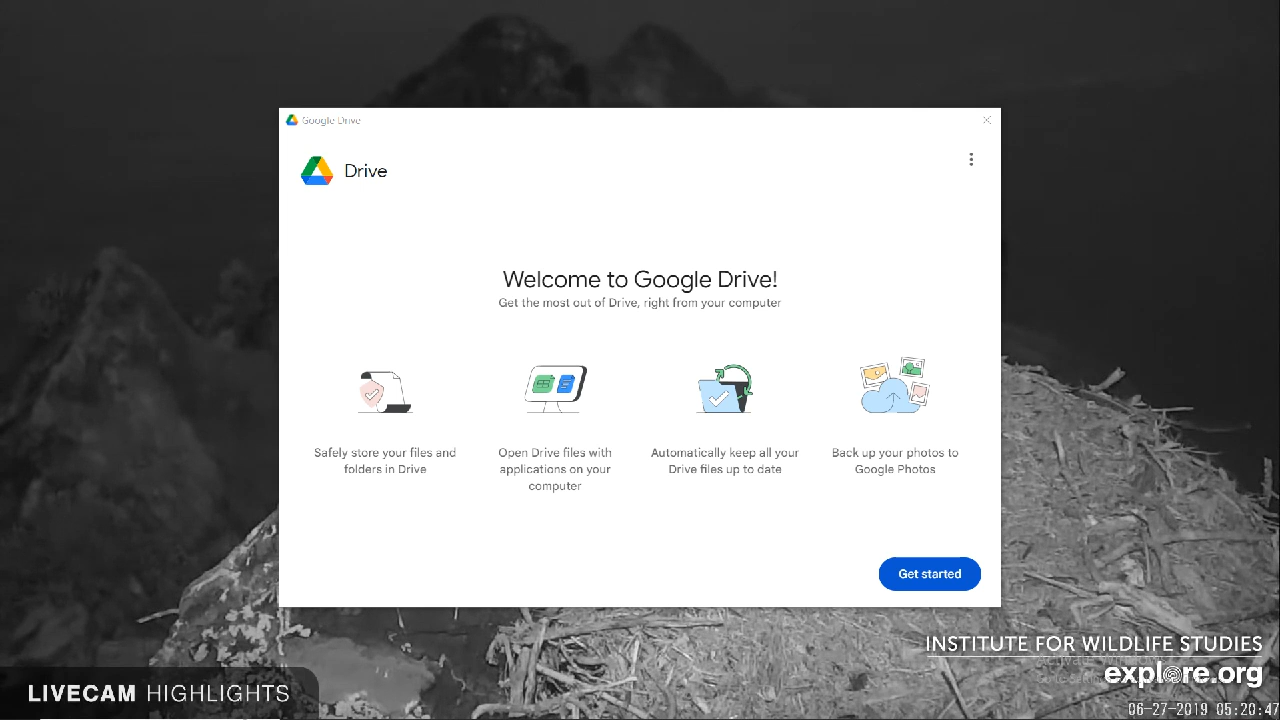 Google Drive
Drive
Welcome to Google Drive!
Get the most out of Drive, right from your computer
Safely store your files and
folders in Drive
Open Drive files with
applications on your
computer
Automatically keep all your
Drive files up to date
Back up your photos to
Google Photos
Get started
INSTITUTE FOR WILDLIFE STUDIES
explore.org
LIVECAM HIGHLIGHTS
06-27-2019 05:20:47